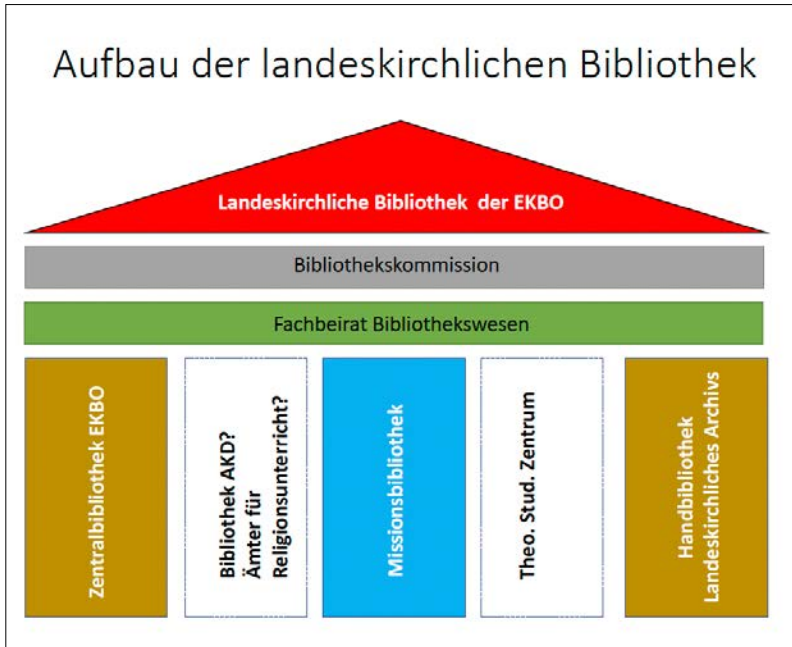 Aufbau der landeskirchlichen Bibliothek
Landeskirchliche Bibliothek der EKBO
Bibliothekskommission
Fachbeirat Bibliothekswesen
Zentralbibliothek EKBO
Bibliothek AKD?
Ämter für
Religionsunterricht?
Missionsbibliothek
Theo. Stud. Zentrum
Handbibliothek
Landeskirchliches Archivs